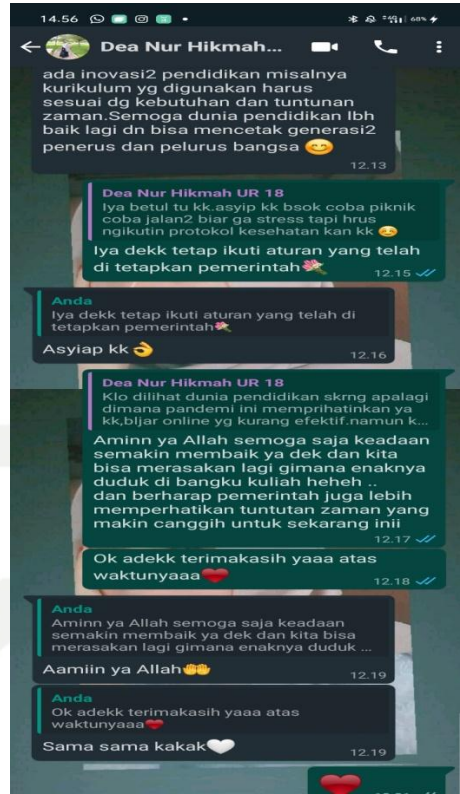 14.56
60%
Dea Nur Hikmah...
ada inovasi2 pendidikan misalnya
kurikulum yg digunakan harus
sesuai dg kebutuhan dan tuntunan
zaman.Semoga dunia pendidikan lbh
baik lagi dn bisa mencetak generasi2
penerus dan pelurus bangsa 😊
12.13
Dea Nur Hikmah UR 18
Iya betul tu kk.asyip kk bsok coba piknik
coba jalan2 biar ga stress tapi hrus
ngikutin protokol kesehatan kan kk 😊
Iya dekk tetap ikuti aturan yang telah
di tetapkan pemerintah💐
12.15
Anda
Iya dekk tetap ikuti aturan yang telah di
tetapkan pemerintah💐
Asyiap kk👌
12.16
Dea Nur Hikmah UR 18
Klo dilihat dunia pendidikan skrng apalagi
dimana pandemi ini memprihatinkan ya
kk,bljar online yg kurang efektif.namun k...
Aminn ya Allah semoga saja keadaan
semakin membaik ya dek dan kita
bisa merasakan lagi gimana enaknya
duduk di bangku kuliah heheh ..
dan berharap pemerintah juga lebih
memperhatikan tuntutan zaman yang
makin canggih untuk sekarang inii
12.17
Ok adekk terimakasih yaaa atas
waktunyaaa❤️
12.18
Anda
Aminn ya Allah semoga saja keadaan
semakin membaik ya dek dan kita bisa
merasakan lagi gimana enaknya duduk ...
Aamiin ya Allah🤲
12.19
Anda
Ok adekk terimakasih yaaa atas
waktunyaaa❤️
Sama sama kakak🤍
12.19
❤️